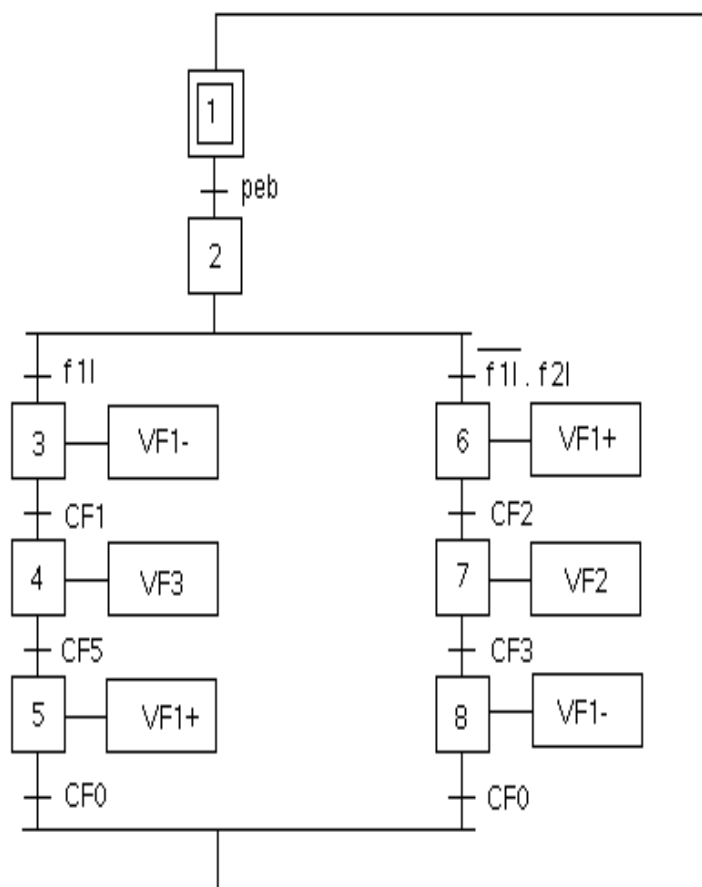 1
peb
2
f1l
f1l . f2l
3 VF1-
6 VF1+
CF1
CF2
4 VF3
7 VF2
CF5
CF3
5 VF1+
8 VF1-
CF0
CF0